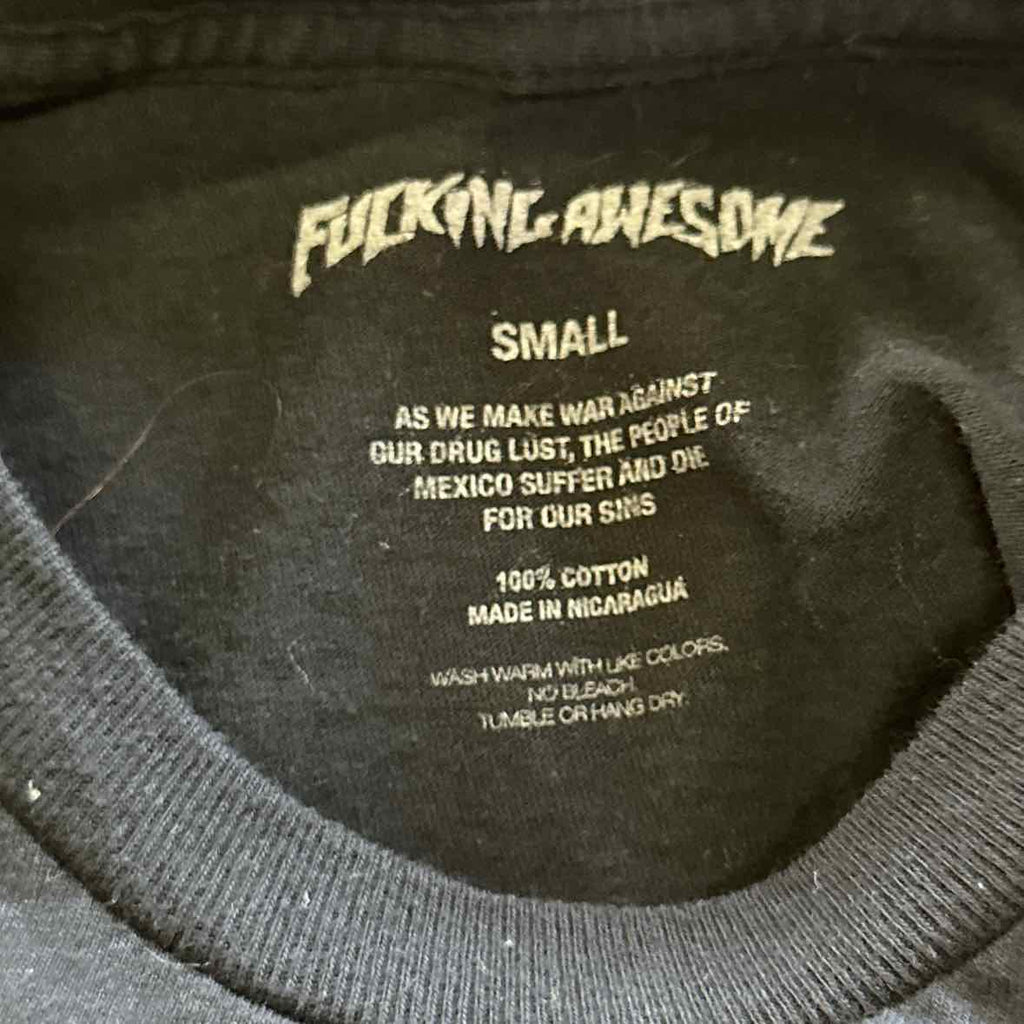 FUCKING AWESOME
SMALL
AS WE MAKE WAR AGAINST
OUR DRUG LUST, THE PEOPLE OF
MEXICO SUFFER AND DIE
FOR OUR SINS
100% COTTON
MADE IN NICARAGUA
WASH WARM WITH LIKE COLORS.
NO BLEACH.
TUMBLE OR HANG DRY.